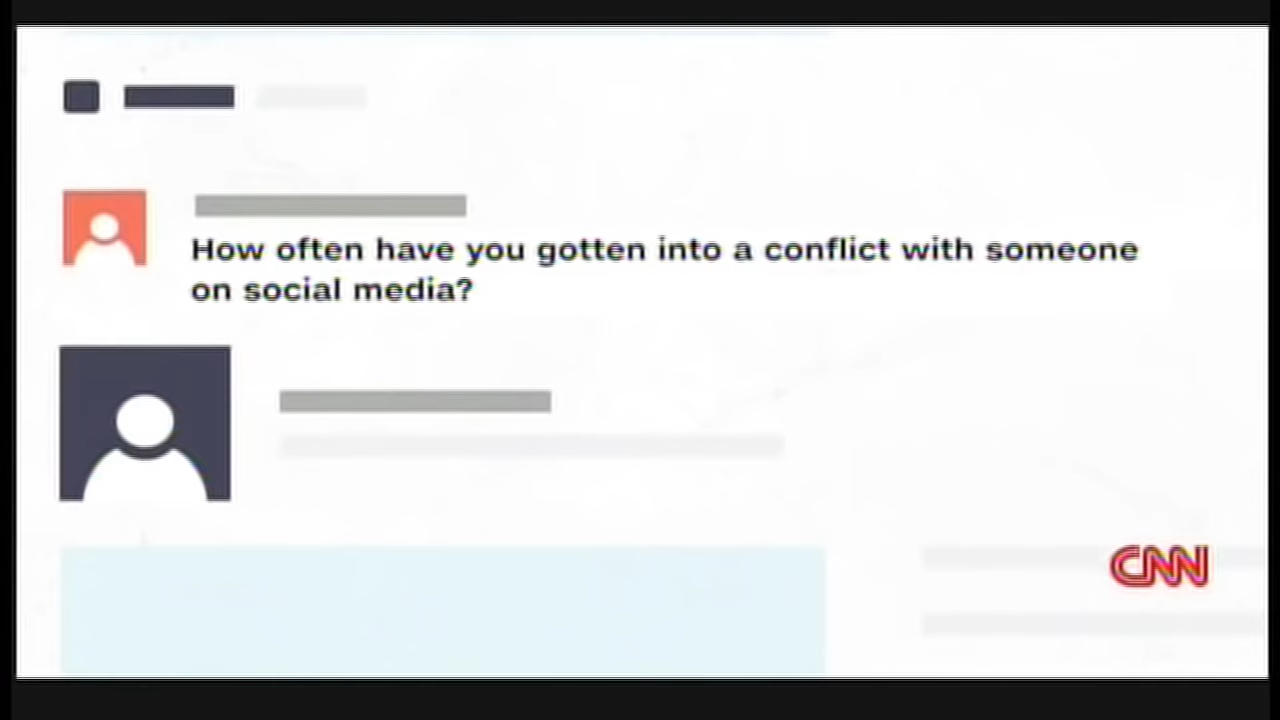 How often have you gotten into a conflict with someone
on social media?
CNN